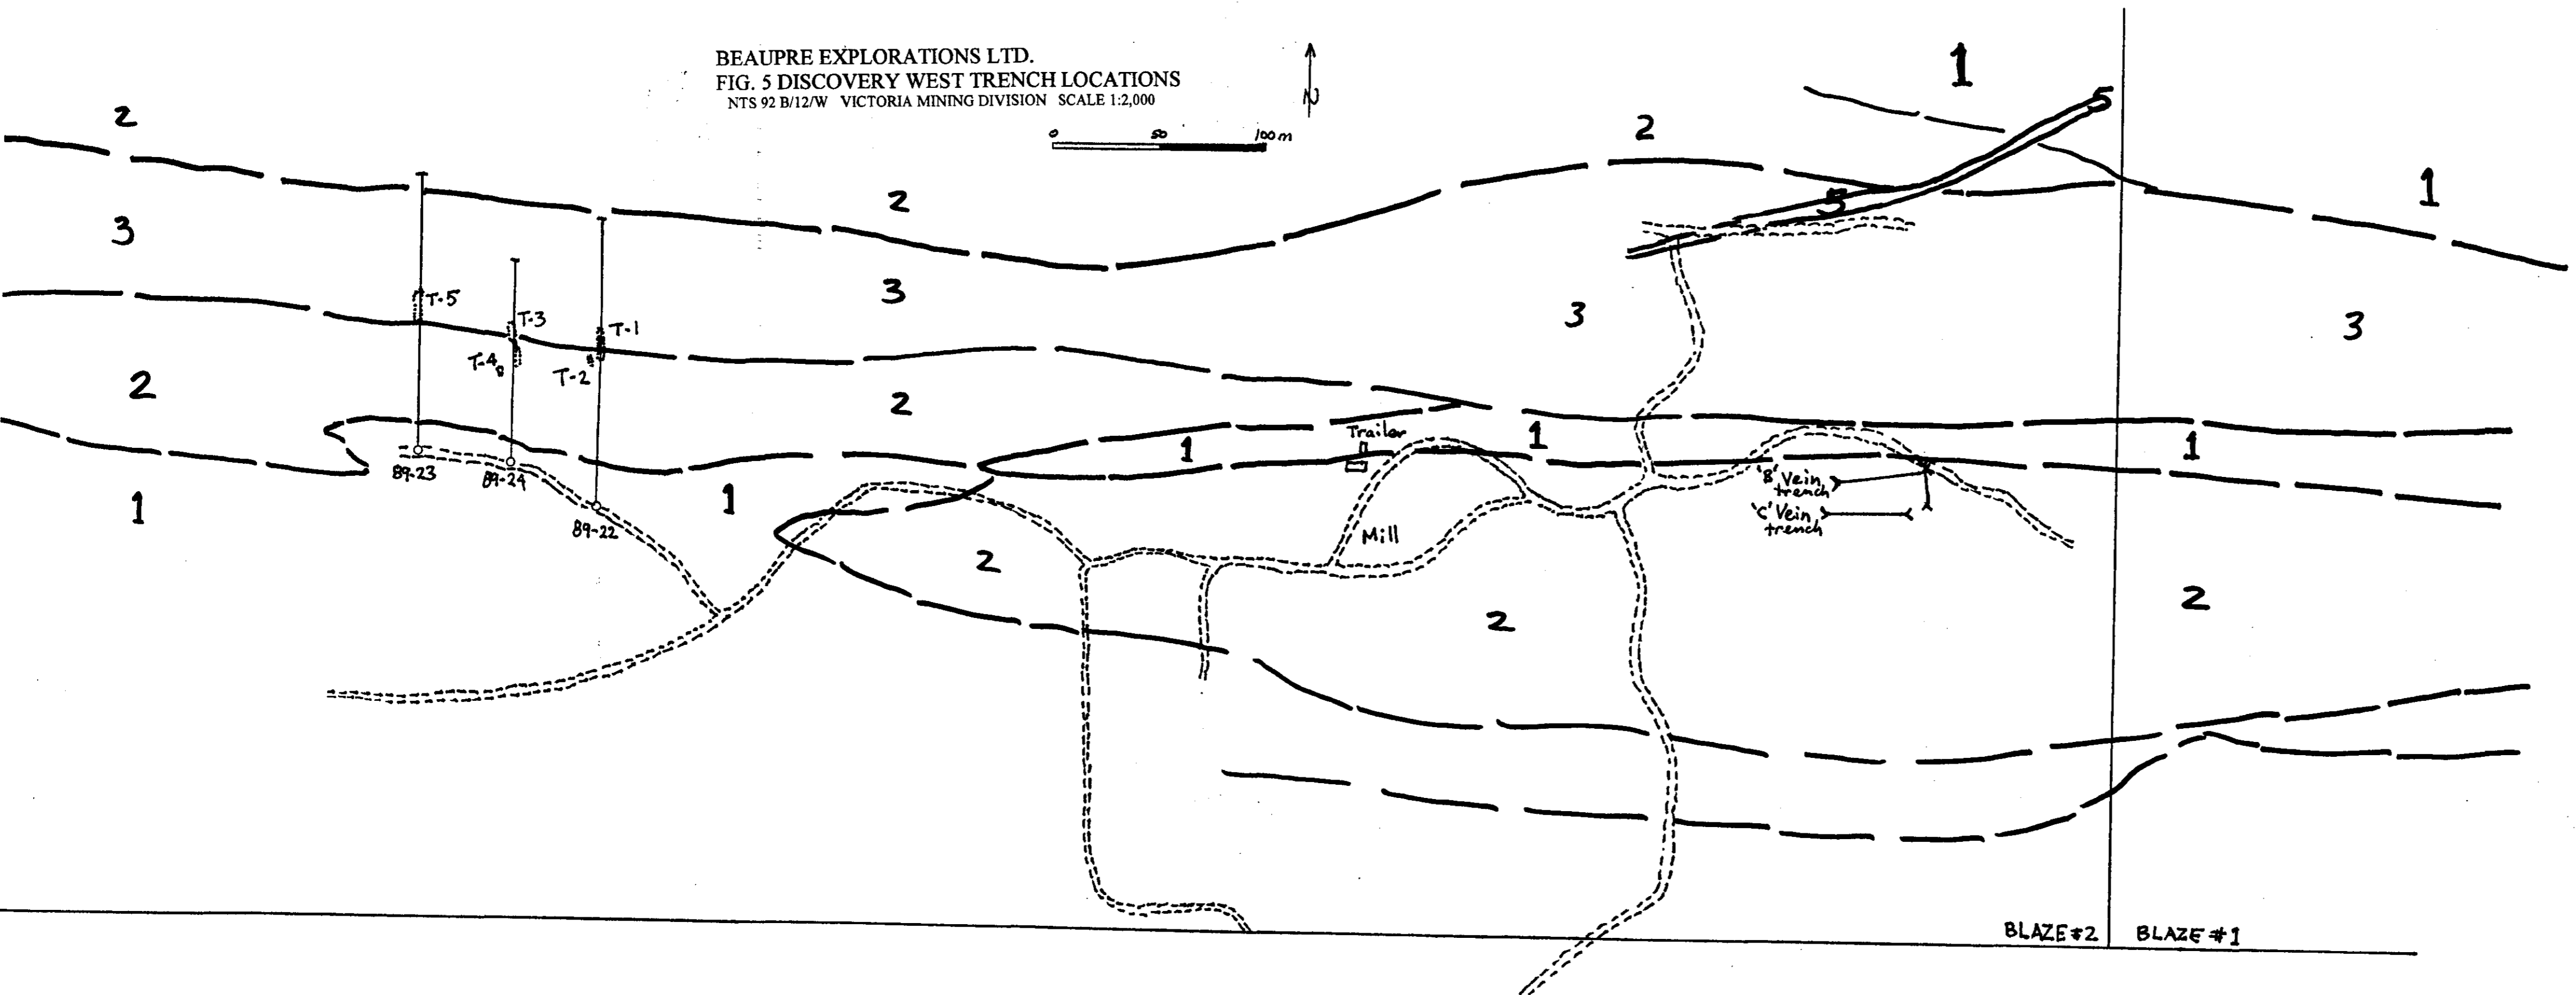 BEAUPRE EXPLORATIONS LTD.
FIG. 5 DISCOVERY WEST TRENCH LOCATIONS
NTS 92 B/12/W VICTORIA MINING DIVISION SCALE 1:2,000
N
0 50 100m
1
2
5
2
1
2
5
3
3
T-5
3
3
T-3
T-1
T-4
T-2
2
2
Trailer
1
1
1
89-23
89-24
'B' Vein
trench
1
1
'C' Vein
trench
89-22
Mill
2
2
2
BLAZE #2
BLAZE #1